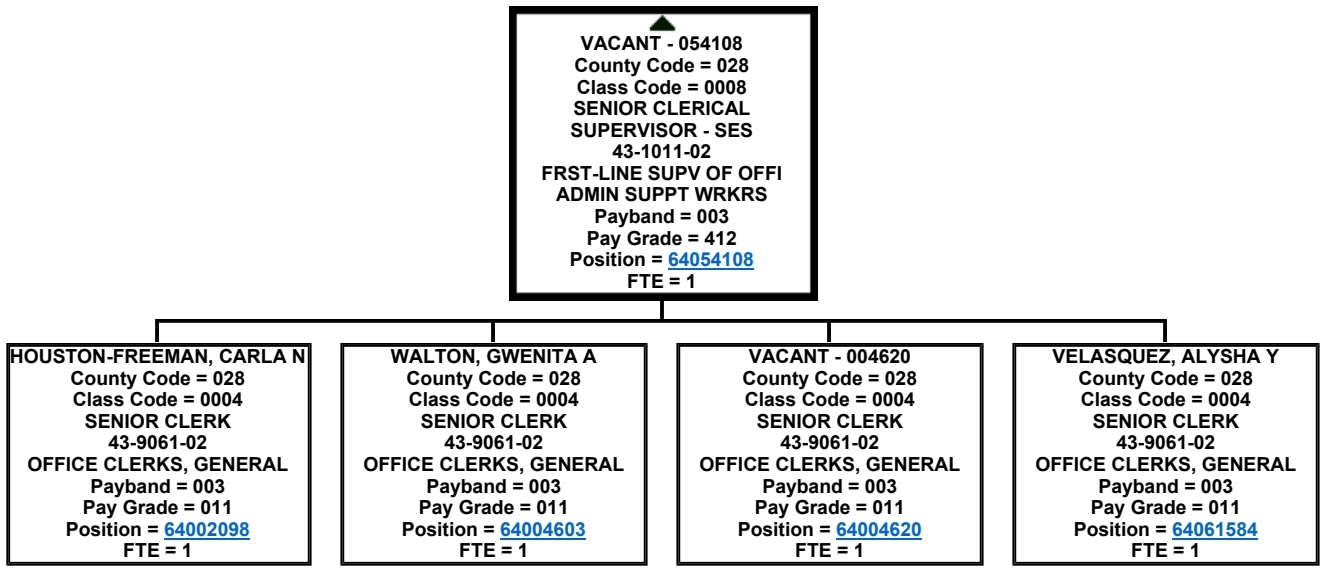 VACANT - 054108
County Code = 028
Class Code = 0008
SENIOR CLERICAL
SUPERVISOR - SES
43-1011-02
FRST-LINE SUPV OF OFFI
ADMIN SUPPT WRKRS
Payband = 003
Pay Grade = 412
Position = 64054108
FTE = 1
HOUSTON-FREEMAN, CARLA N
County Code = 028
Class Code = 0004
SENIOR CLERK
43-9061-02
OFFICE CLERKS, GENERAL
Payband = 003
Pay Grade = 011
Position = 64002098
FTE = 1
WALTON, GWENITA A
County Code = 028
Class Code = 0004
SENIOR CLERK
43-9061-02
OFFICE CLERKS, GENERAL
Payband = 003
Pay Grade = 011
Position = 64004603
FTE = 1
VACANT - 004620
County Code = 028
Class Code = 0004
SENIOR CLERK
43-9061-02
OFFICE CLERKS, GENERAL
Payband = 003
Pay Grade = 011
Position = 64004620
FTE = 1
VELASQUEZ, ALYSHA Y
County Code = 028
Class Code = 0004
SENIOR CLERK
43-9061-02
OFFICE CLERKS, GENERAL
Payband = 003
Pay Grade = 011
Position = 64061584
FTE = 1